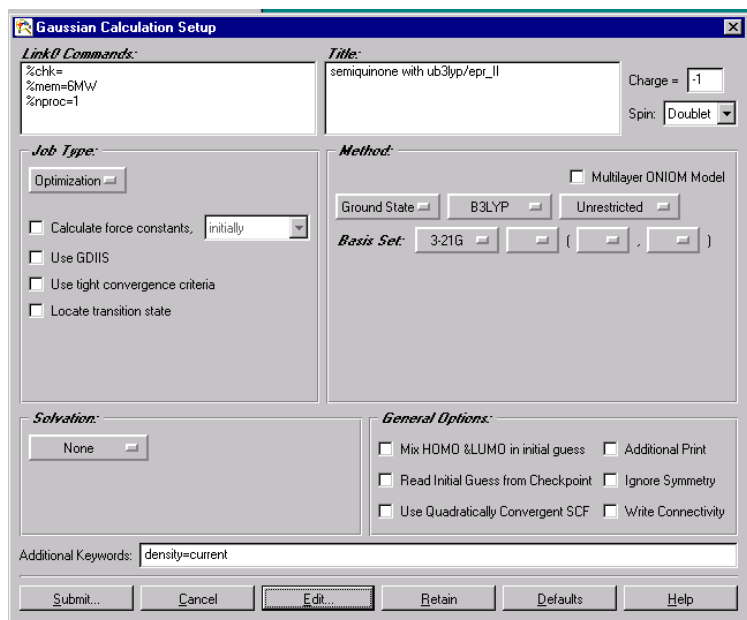 Gaussian Calculation Setup
Link0 Commands:
%chk=
%mem=6MW
%nproc=1
Title:
semiquinone with ub3lyp/epr_II
Charge = -1
Spin: Doublet
Job Type:
Optimization
Calculate force constants, initially
Use GDIIS
Use tight convergence criteria
Locate transition state
Method:
Multilayer ONIOM Model
Ground State B3LYP Unrestricted
Basis Set: 3-21G ( , )
Solvation:
None
General Options:
Mix HOMO &LUMO in initial guess Additional Print
Read Initial Guess from Checkpoint Ignore Symmetry
Use Quadratically Convergent SCF Write Connectivity
Additional Keywords: density=current
Submit... Cancel Edit... Retain Defaults Help